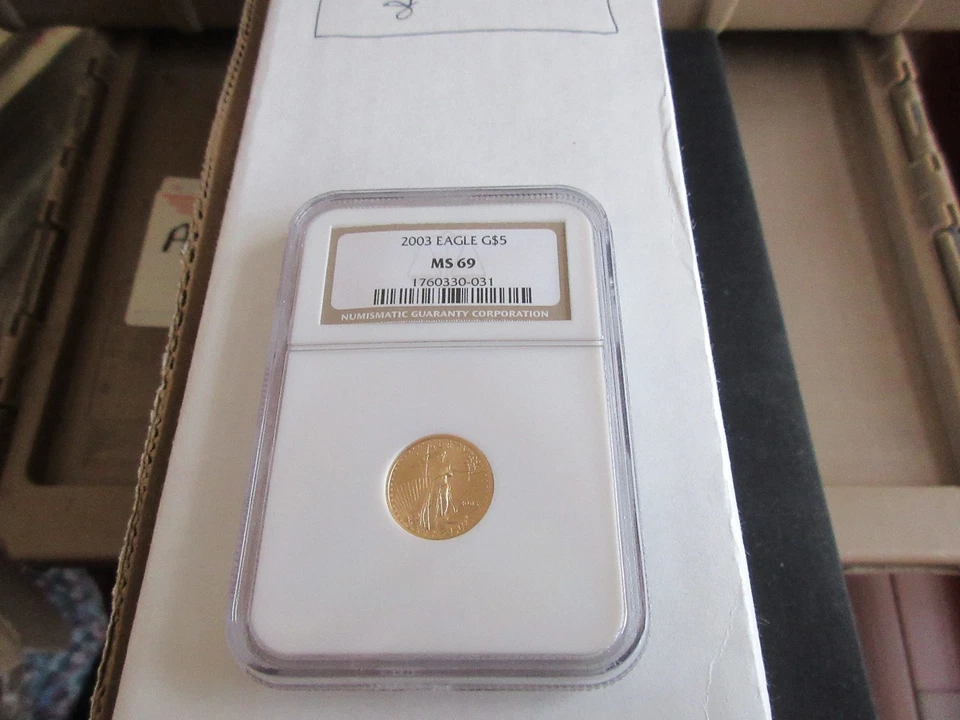 2003 EAGLE G$5
MS 69
1760330-031
NUMISMATIC GUARANTY CORPORATION
A